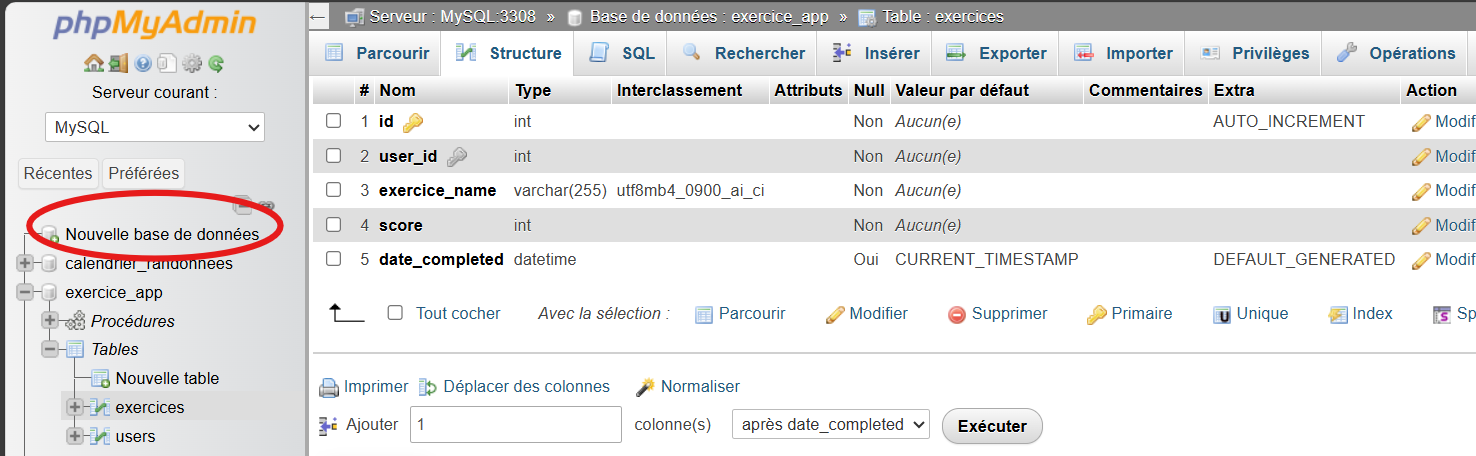 phpMyAdmin
Serveur courant :
MySQL
Récentes Préférées
Nouvelle base de données
calendrier_randonnees
exercice_app
Procédures
Tables
Nouvelle table
exercices
users
Serveur : MySQL:3308 » Base de données : exercice_app » Table : exercices
Parcourir Structure SQL Rechercher Insérer Exporter Importer Privilèges Opérations
# Nom Type Interclassement Attributs Null Valeur par défaut Commentaires Extra Action
1 id int Non Aucun(e) AUTO_INCREMENT Modif
2 user_id int Non Aucun(e) Modif
3 exercice_name varchar(255) utf8mb4_0900_ai_ci Non Aucun(e) Modif
4 score int Non Aucun(e) Modif
5 date_completed datetime Oui CURRENT_TIMESTAMP DEFAULT_GENERATED Modif
Tout cocher Avec la sélection : Parcourir Modifier Supprimer Primaire Unique Index Sp
Imprimer Déplacer des colonnes Normaliser
Ajouter 1 colonne(s) après date_completed Exécuter